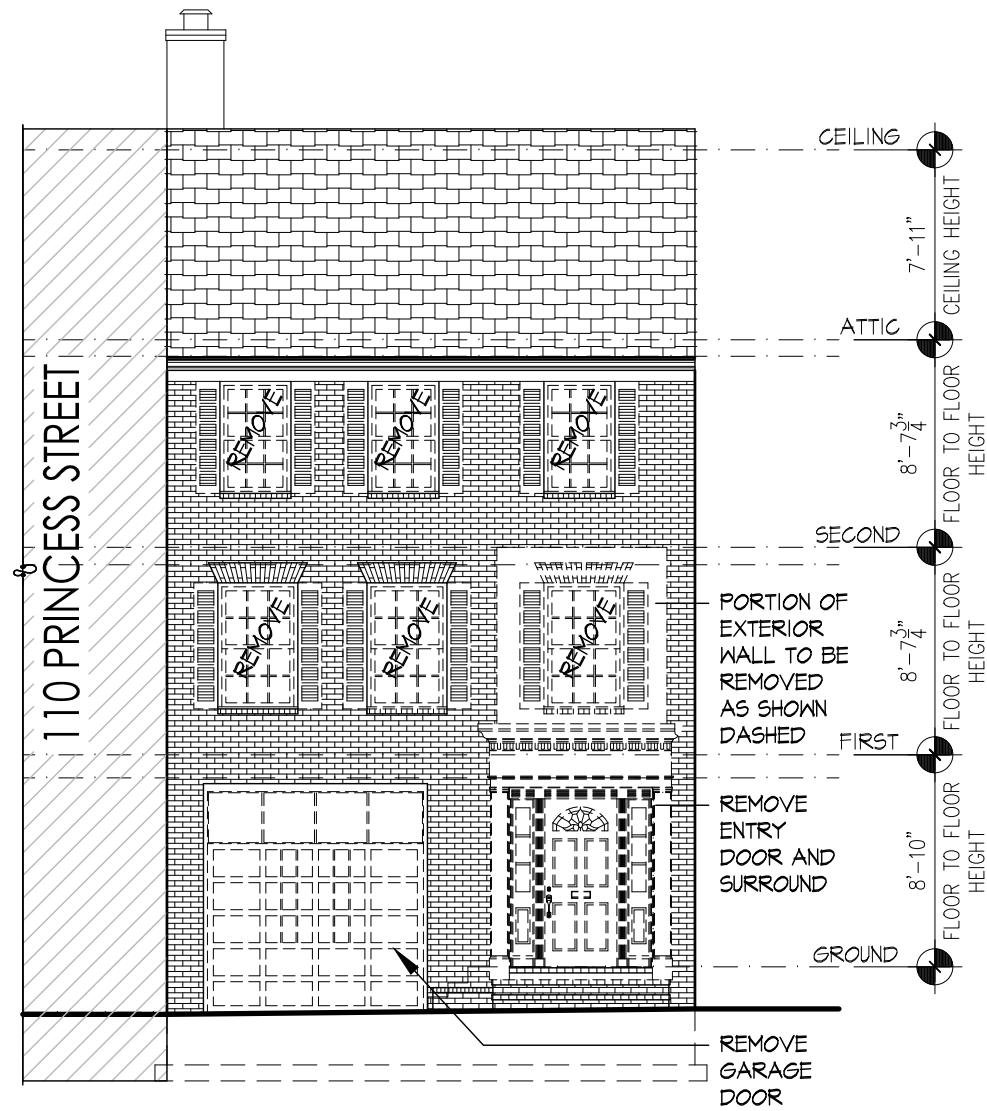 110 PRINCESS STREET
CEILING
7'-11"
CEILING HEIGHT
ATTIC
REMOVE
REMOVE
REMOVE
8'-7 3/4"
FLOOR TO FLOOR
HEIGHT
SECOND
REMOVE
REMOVE
REMOVE
PORTION OF
EXTERIOR
WALL TO BE
REMOVED
AS SHOWN
DASHED
8'-7 3/4"
FLOOR TO FLOOR
HEIGHT
FIRST
REMOVE
ENTRY
DOOR AND
SURROUND
8'-10"
FLOOR TO FLOOR
HEIGHT
GROUND
REMOVE
GARAGE
DOOR